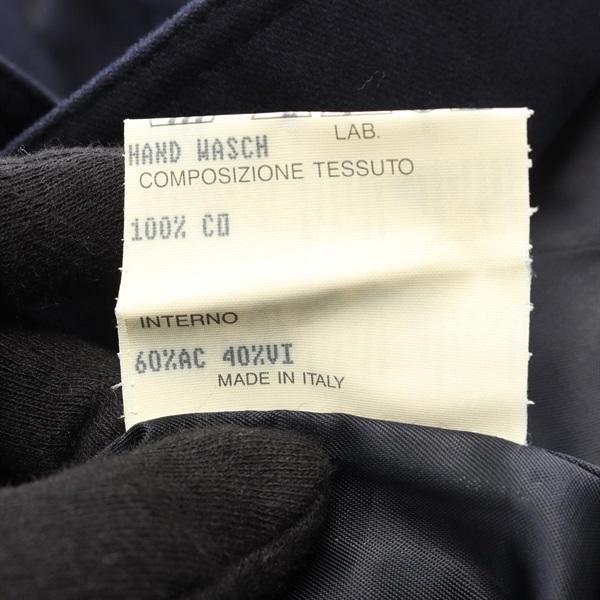 LAB.
HAND WASCH
COMPOSIZIONE TESSUTO
100% CO
INTERNO
60%AC 40%VI
MADE IN ITALY